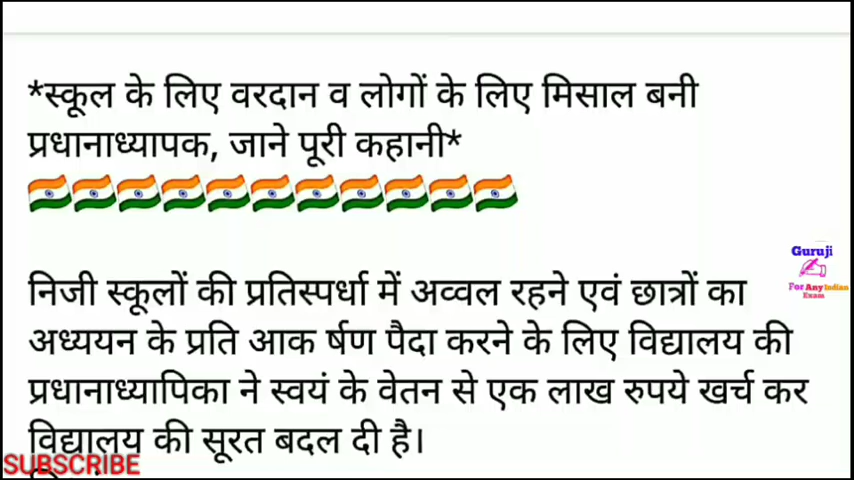 *स्कूल के लिए वरदान व लोगों के लिए मिसाल बनी
प्रधानाध्यापक, जाने पूरी कहानी*
🇮🇳🇮🇳🇮🇳🇮🇳🇮🇳🇮🇳🇮🇳🇮🇳🇮🇳🇮🇳🇮🇳
Guruji
For Any Indian
Exam
निजी स्कूलों की प्रतिस्पर्धा में अव्वल रहने एवं छात्रों का
अध्ययन के प्रति आक र्षण पैदा करने के लिए विद्यालय की
प्रधानाध्यापिका ने स्वयं के वेतन से एक लाख रुपये खर्च कर
विद्यालय की सूरत बदल दी है।
SUBSCRIBE